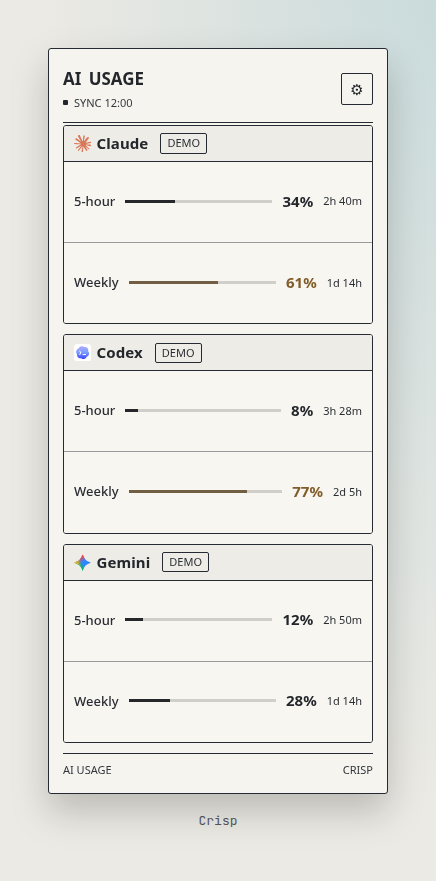 AI USAGE
SYNC 12:00
⚙
Claude DEMO
5-hour 34% 2h 40m
Weekly 61% 1d 14h
Codex DEMO
5-hour 8% 3h 28m
Weekly 77% 2d 5h
Gemini DEMO
5-hour 12% 2h 50m
Weekly 28% 1d 14h
AI USAGE CRISP
Crisp